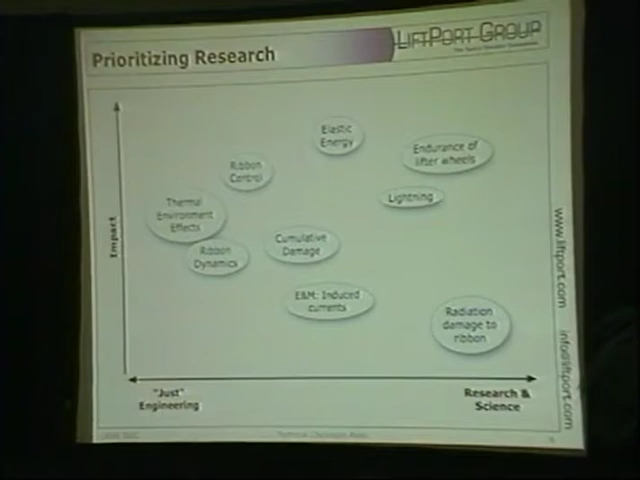 Prioritizing Research
LIFTPORT GROUP
Elastic
Energy
Endurance of
lifter wheels
Ribbon
Control
Lightning
Thermal
Environment
Effects
Ribbon
Dynamics
Cumulative
Damage
E&M: Induced
currents
Radiation
damage to
ribbon
Impact
"Just"
Engineering
Research &
Science
www.liftport.com
info@liftport.com